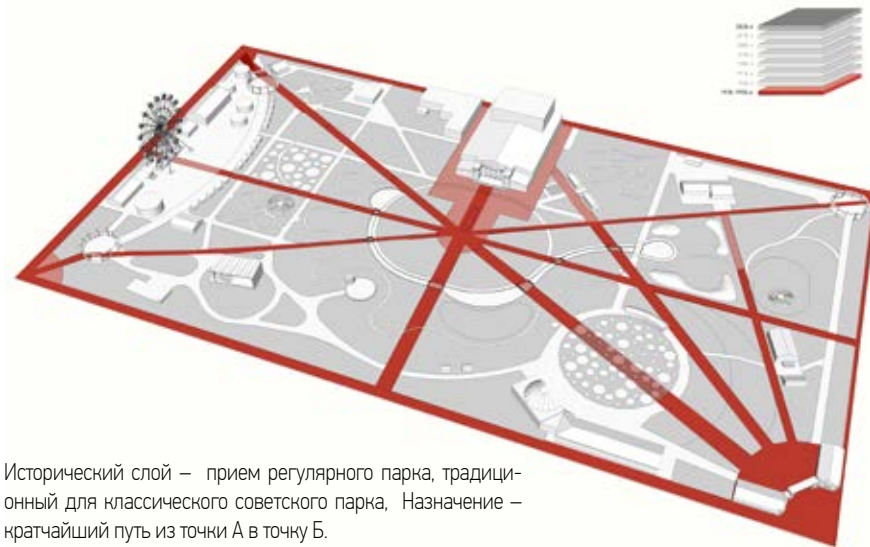 Исторический слой – прием регулярного парка, традици-
онный для классического советского парка, Назначение –
кратчайший путь из точки А в точку Б.